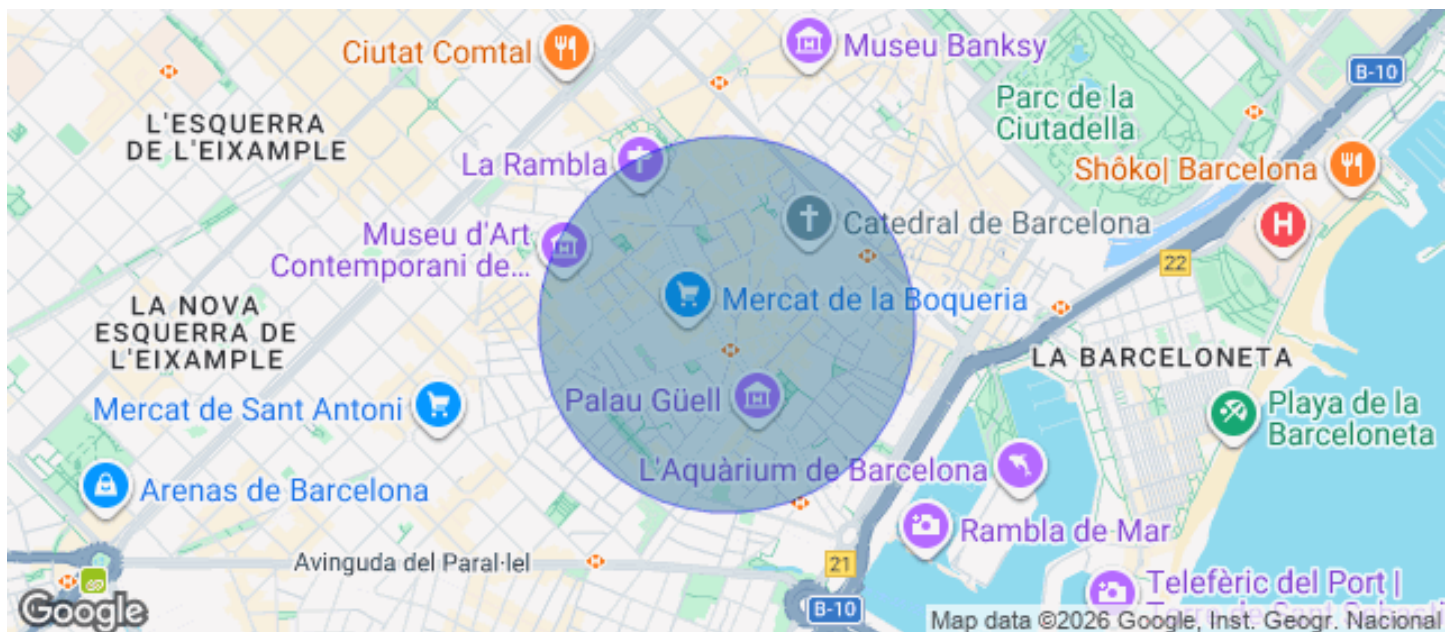 Ciutat Comtal
Museu Banksy
B-10
Parc de la
Ciutadella
L'ESQUERRA
DE L'EIXAMPLE
La Rambla
Shôko| Barcelona
Museu d'Art
Contemporani de...
Catedral de Barcelona
H
22
LA NOVA
ESQUERRA DE
L'EIXAMPLE
Mercat de la Boqueria
LA BARCELONETA
Mercat de Sant Antoni
Palau Güell
Playa de la
Barceloneta
Arenas de Barcelona
L'Aquàrium de Barcelona
Rambla de Mar
Avinguda del Paral·lel
21
Telefèric del Port |
B-10
Google
Map data ©2026 Google, Inst. Geogr. Nacional